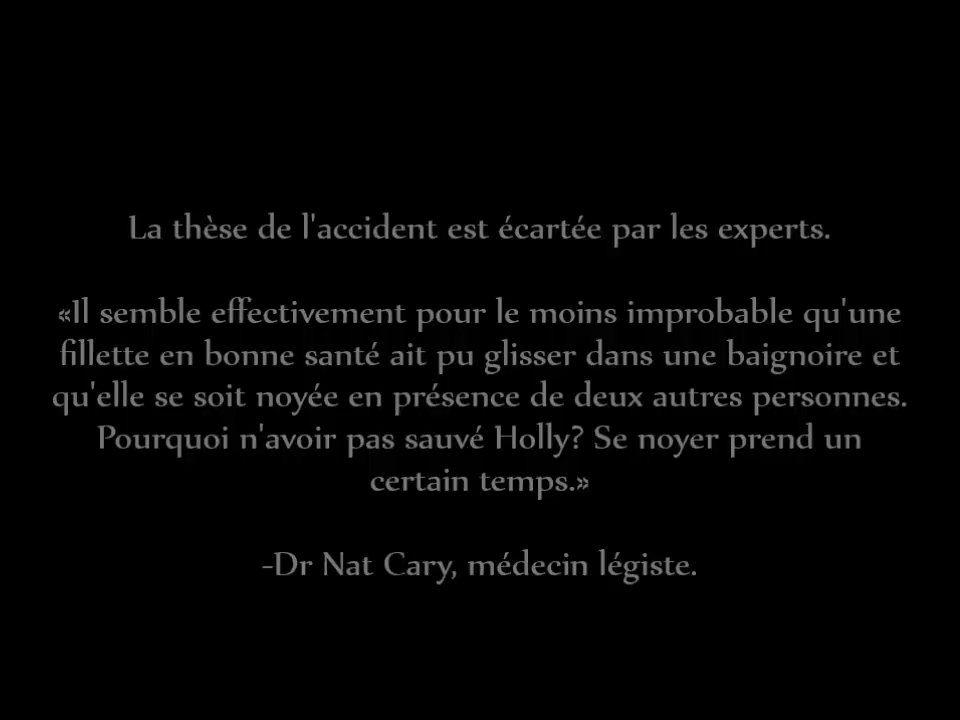 La thèse de l'accident est écartée par les experts.
«Il semble effectivement pour le moins improbable qu'une
fillette en bonne santé ait pu glisser dans une baignoire et
qu'elle se soit noyée en présence de deux autres personnes.
Pourquoi n'avoir pas sauvé Holly? Se noyer prend un
certain temps.»
-Dr Nat Cary, médecin légiste.